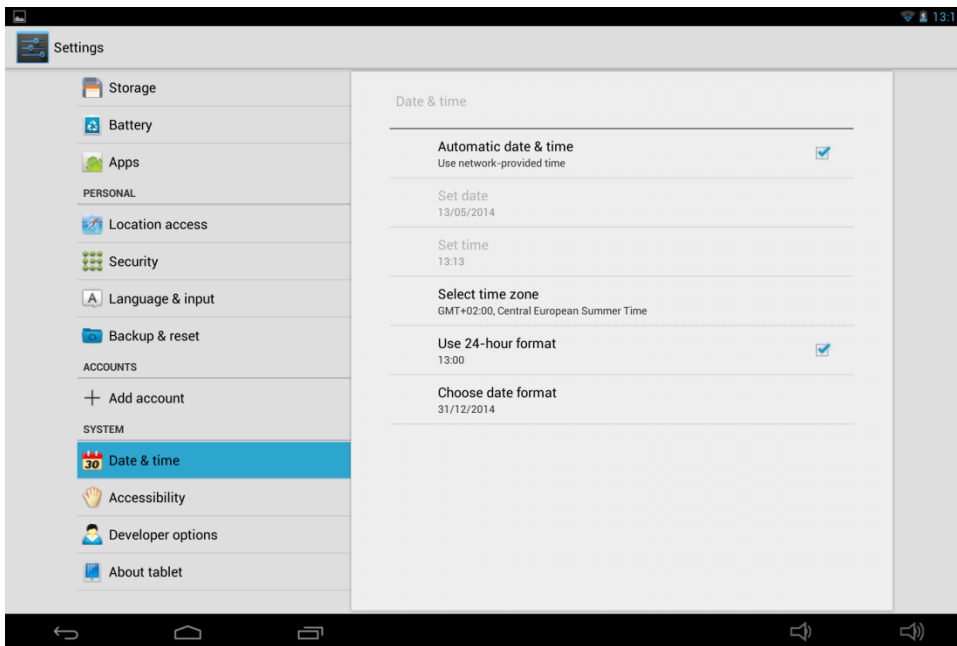 13:1
Settings
Storage
Battery
Apps
PERSONAL
Location access
Security
A Language & input
Backup & reset
ACCOUNTS
Add account
SYSTEM
30 Date & time
Accessibility
Developer options
About tablet
Date & time
Automatic date & time
Use network-provided time
Set date
13/05/2014
Set time
13:13
Select time zone
GMT+02:00, Central European Summer Time
Use 24-hour format
13:00
Choose date format
31/12/2014